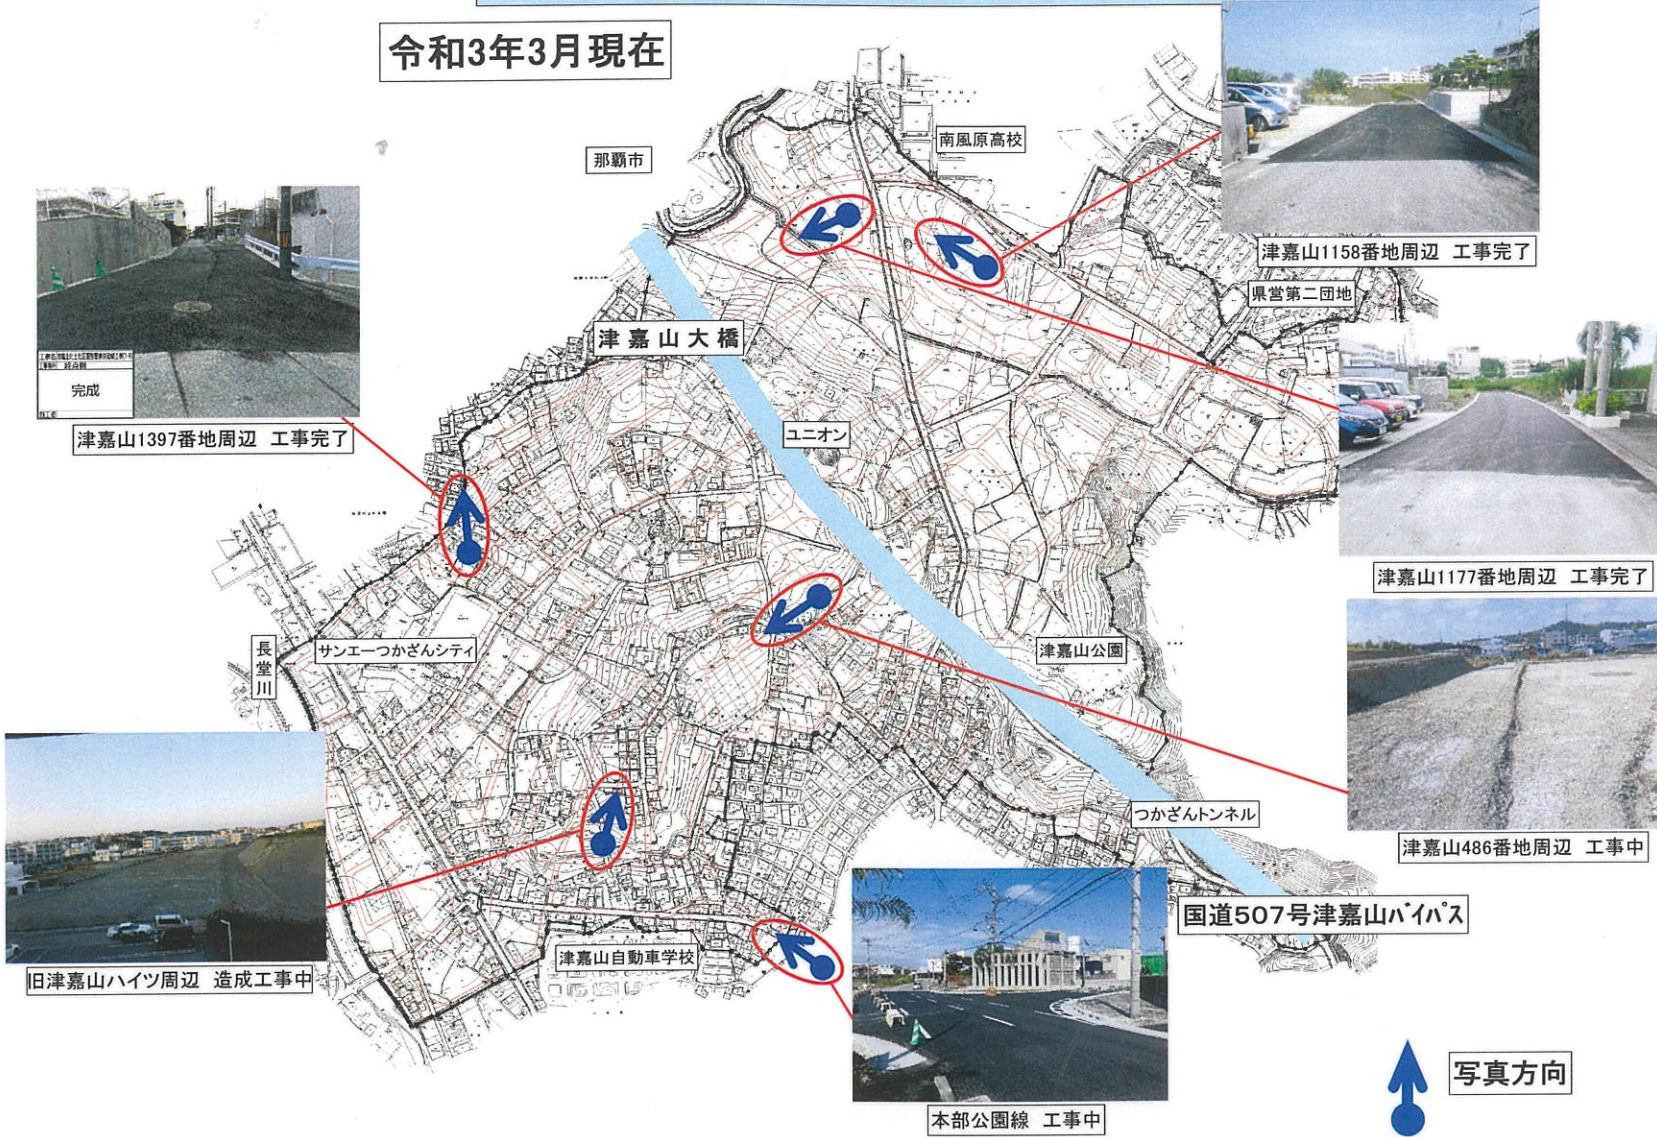 令和3年3月現在
那覇市
南風原高校
津嘉山1158番地周辺 工事完了
県営第二団地
津嘉山大橋
完成
津嘉山1397番地周辺 工事完了
ユニオン
津嘉山1177番地周辺 工事完了
長堂川
サンエーつかざんシティ
津嘉山公園
つかざんトンネル
津嘉山486番地周辺 工事中
国道507号津嘉山バイパス
津嘉山自動車学校
旧津嘉山ハイツ周辺 造成工事中
本部公園線 工事中
写真方向